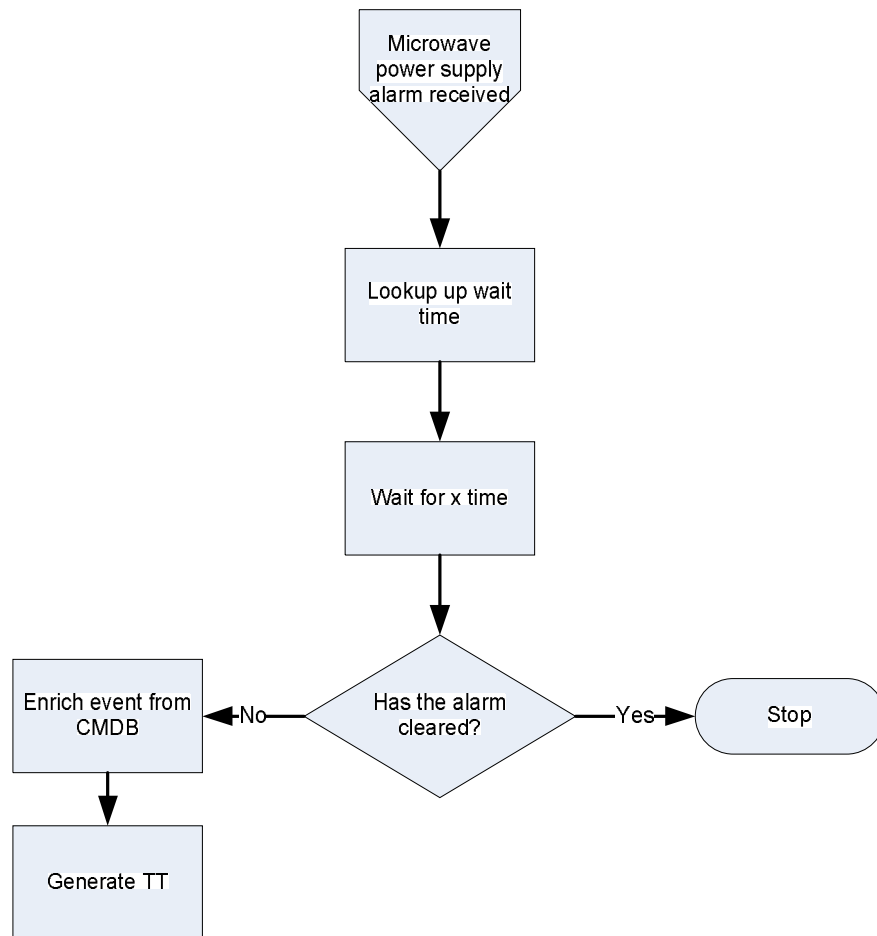 Microwave
power supply
alarm received
Lookup up wait
time
Wait for x time
Has the alarm
cleared?
No
Yes
Enrich event from
CMDB
Stop
Generate TT